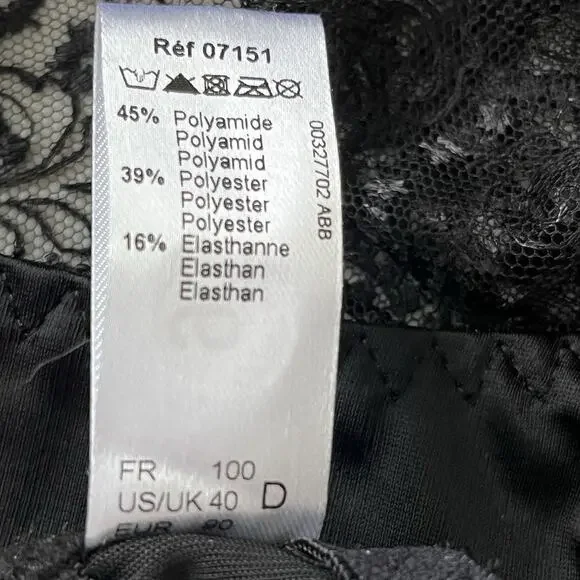 Réf 07151
45% Polyamide
Polyamid
Polyamid
39% Polyester
Polyester
Polyester
16% Elasthanne
Elasthan
Elasthan
00327702 ABB
FR 100
US/UK 40 D
EUR